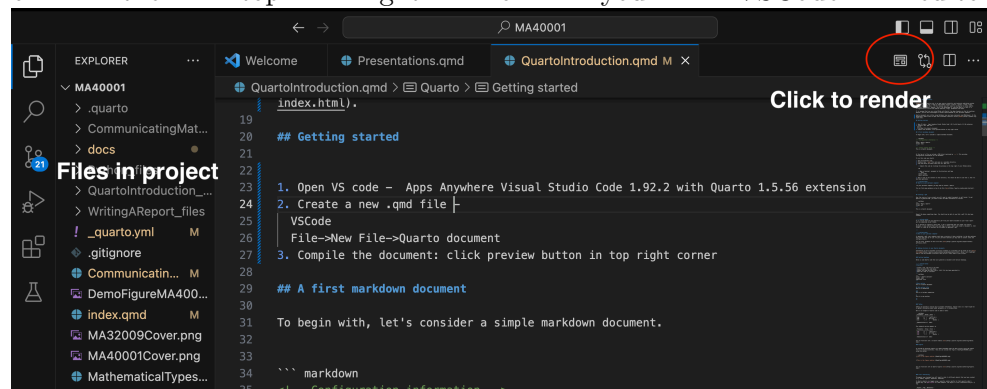 MA40001
EXPLORER
Welcome
Presentations.qmd
QuartoIntroduction.qmd M
MA40001
QuartoIntroduction.qmd > Quarto > Getting started
Click to render
.quarto
CommunicatingMat...
docs
Files in project
QuartoIntroduction_...
WritingAReport_files
_quarto.yml M
.gitignore
Communicatin... M
DemoFigureMA400...
index.qmd M
MA32009Cover.png
MA40001Cover.png
MathematicalTypes...
21
index.html).
19
20 ## Getting started
21
22
23 1. Open VS code – Apps Anywhere Visual Studio Code 1.92.2 with Quarto 1.5.56 extension
24 2. Create a new .qmd file –
25 VSCode
26 File->New File->Quarto document
27 3. Compile the document: click preview button in top right corner
28
29 ## A first markdown document
30
31 To begin with, let's consider a simple markdown document.
32
33
34 ``` markdown